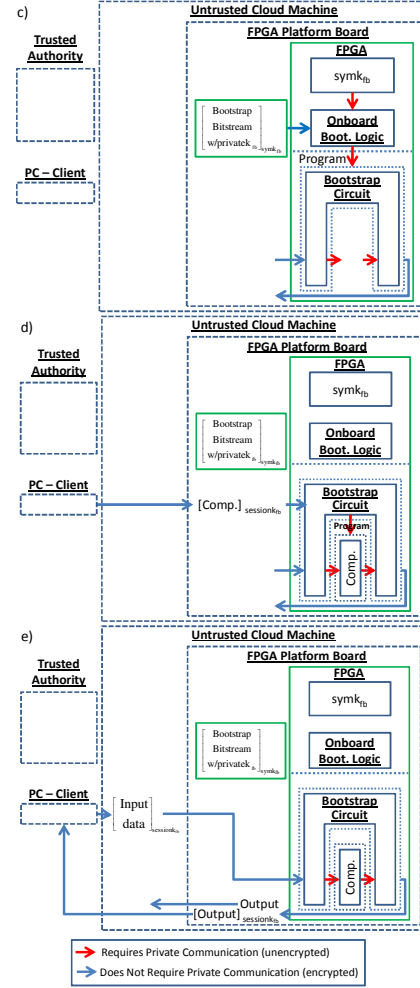 c)
Untrusted Cloud Machine
Trusted
Authority
FPGA Platform Board
FPGA
symk_fb
Bootstrap
Bitstream
w/privatek_fb
symk_fb
Onboard
Boot. Logic
Program
PC – Client
Bootstrap
Circuit
d)
Untrusted Cloud Machine
Trusted
Authority
FPGA Platform Board
FPGA
symk_fb
Bootstrap
Bitstream
w/privatek_fb
symk_fb
Onboard
Boot. Logic
PC – Client
[Comp.] sessionk_fb
Bootstrap
Circuit
Program
Comp.
e)
Untrusted Cloud Machine
Trusted
Authority
FPGA Platform Board
FPGA
symk_fb
Bootstrap
Bitstream
w/privatek_fb
symk_fb
Onboard
Boot. Logic
PC – Client
Input
data
sessionk_fb
Bootstrap
Circuit
Comp.
Output
[Output] sessionk_fb
Requires Private Communication (unencrypted)
Does Not Require Private Communication (encrypted)